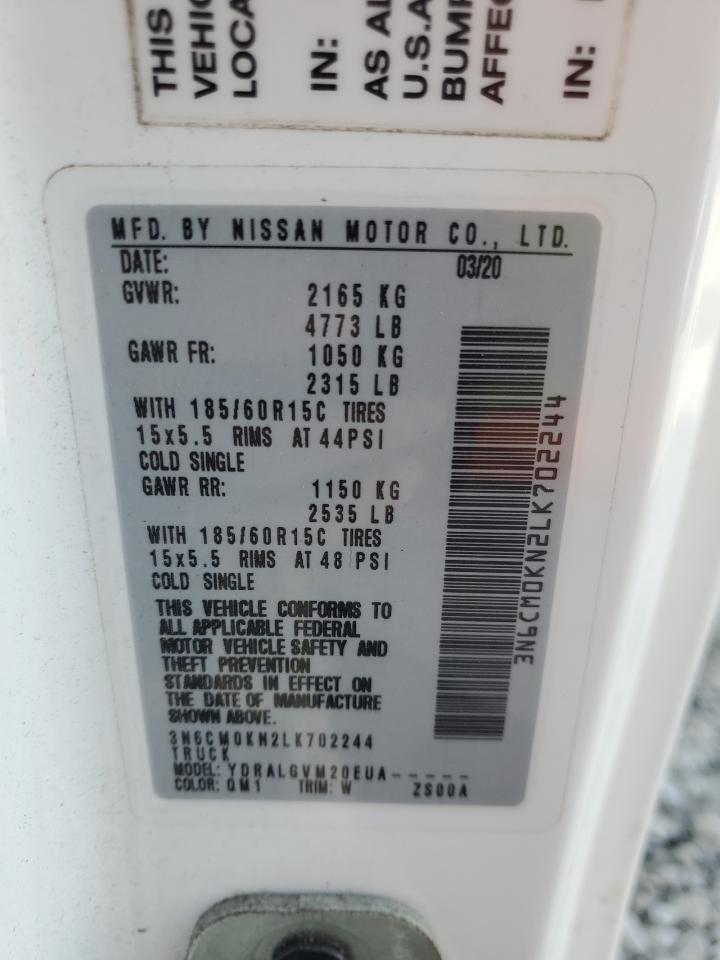 THIS
VEHIC
LOCA
IN:
AS AL
U.S.A
BUMP
AFFEC
IN:
MFD. BY NISSAN MOTOR CO., LTD.
DATE: 03/20
GVWR: 2165 KG
4773 LB
GAWR FR: 1050 KG
2315 LB
WITH 185/60R15C TIRES
15x5.5 RIMS AT 44PSI
COLD SINGLE
GAWR RR: 1150 KG
2535 LB
WITH 185/60R15C TIRES
15x5.5 RIMS AT 48 PSI
COLD SINGLE
THIS VEHICLE CONFORMS TO
ALL APPLICABLE FEDERAL
MOTOR VEHICLE SAFETY AND
THEFT PREVENTION
STANDARDS IN EFFECT ON
THE DATE OF MANUFACTURE
SHOWN ABOVE.
3N6CM0KN2LK702244
TRUCK
MODEL: YDRALGVM20EUA-----
COLOR: QM1 TRIM: W ZS00A
3N6CM0KN2LK702244